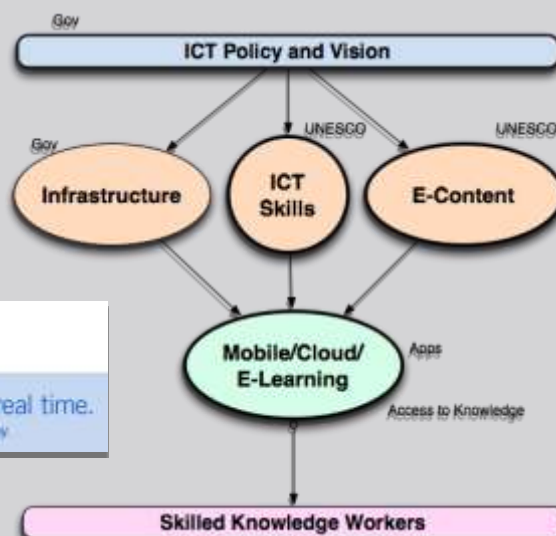 Gov
ICT Policy and Vision
UNESCO
UNESCO
Gov
Infrastructure
ICT
Skills
E-Content
real time.
Mobile/Cloud/
E-Learning
Apps
Access to Knowledge
Skilled Knowledge Workers